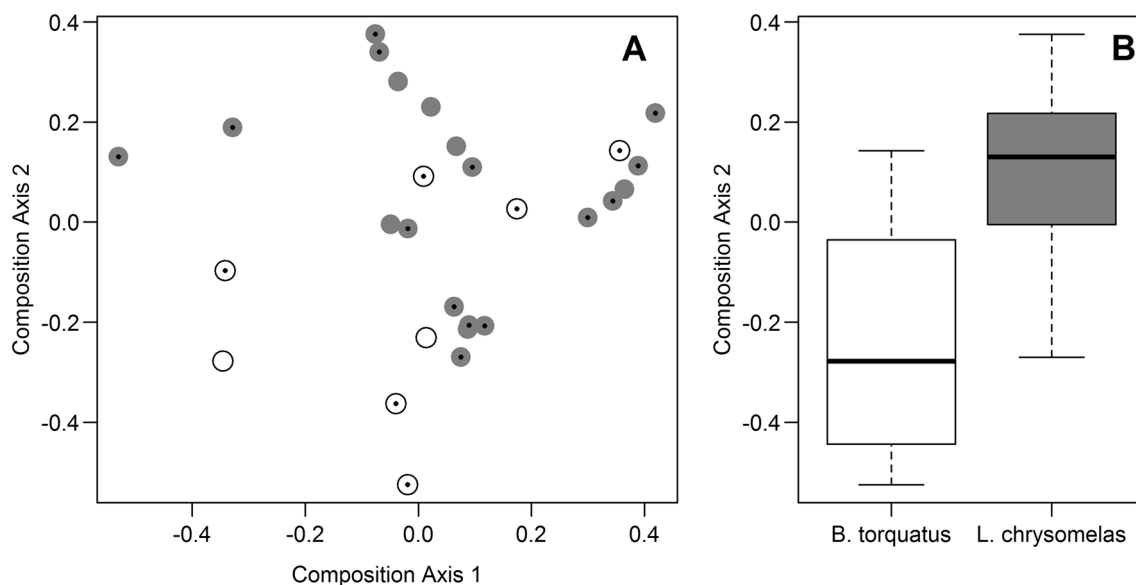 A
0.4
0.2
0.0
-0.2
-0.4
Composition Axis 2
-0.4
-0.2
0.0
0.2
0.4
Composition Axis 1
B
0.4
0.2
0.0
-0.2
-0.4
Composition Axis 2
B. torquatus
L. chrysomelas